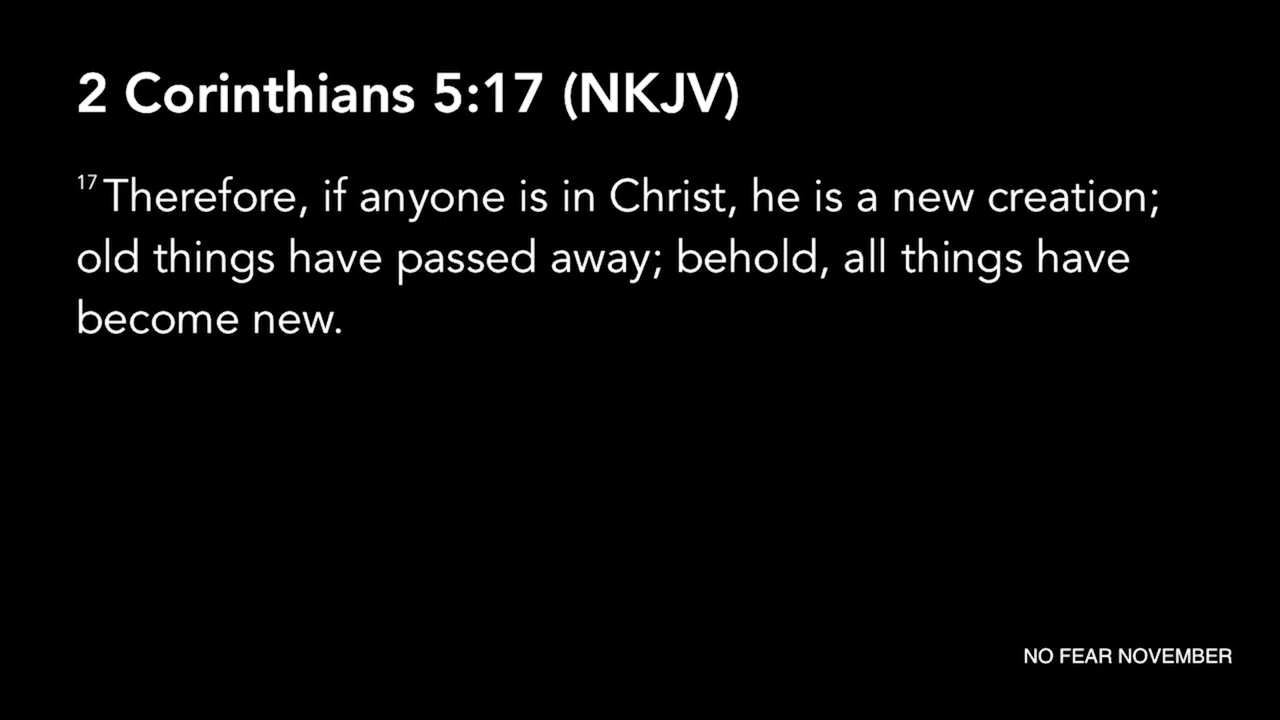 2 Corinthians 5:17 (NKJV)
17 Therefore, if anyone is in Christ, he is a new creation;
old things have passed away; behold, all things have
become new.
NO FEAR NOVEMBER